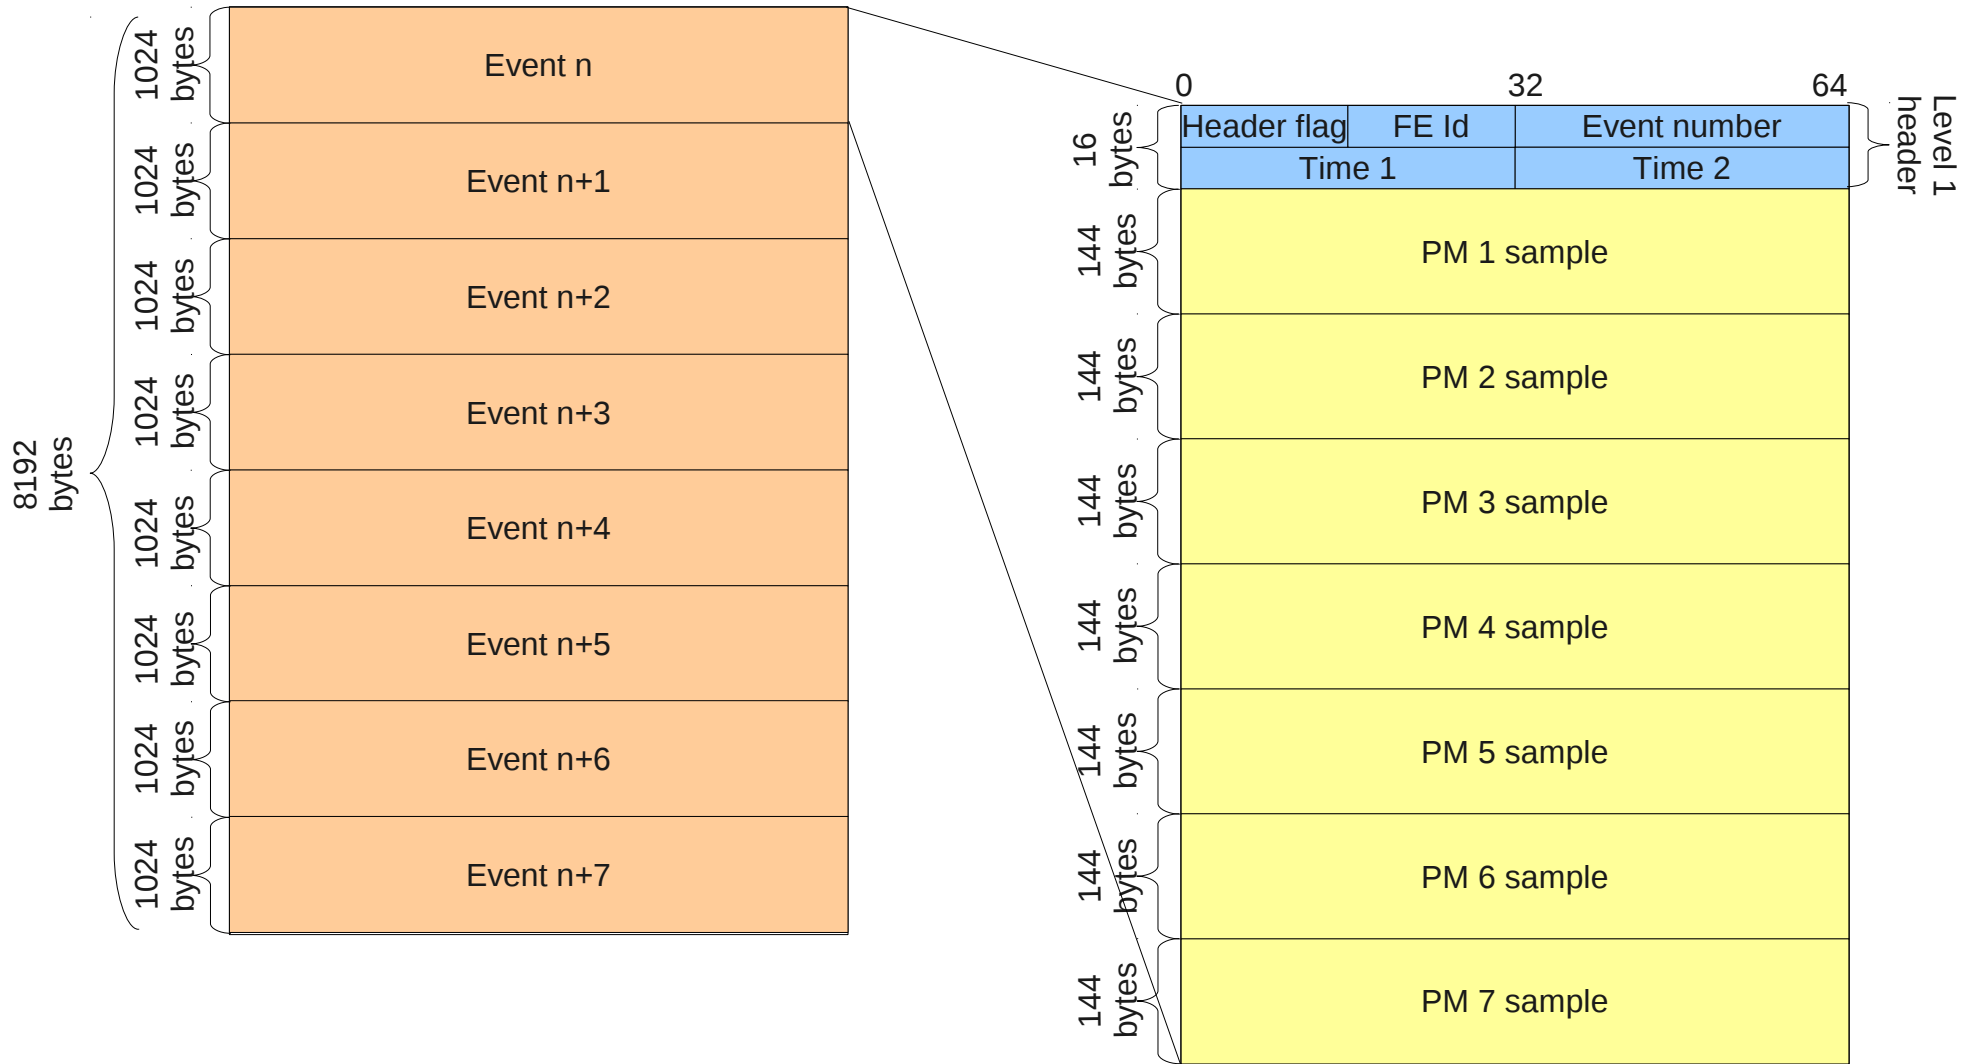 8192
bytes
1024
bytes
Event n
1024
bytes
Event n+1
1024
bytes
Event n+2
1024
bytes
Event n+3
1024
bytes
Event n+4
1024
bytes
Event n+5
1024
bytes
Event n+6
1024
bytes
Event n+7
0 32 64
16
bytes
Header flag FE Id Event number
Time 1 Time 2
Level 1
header
144
bytes
PM 1 sample
144
bytes
PM 2 sample
144
bytes
PM 3 sample
144
bytes
PM 4 sample
144
bytes
PM 5 sample
144
bytes
PM 6 sample
144
bytes
PM 7 sample